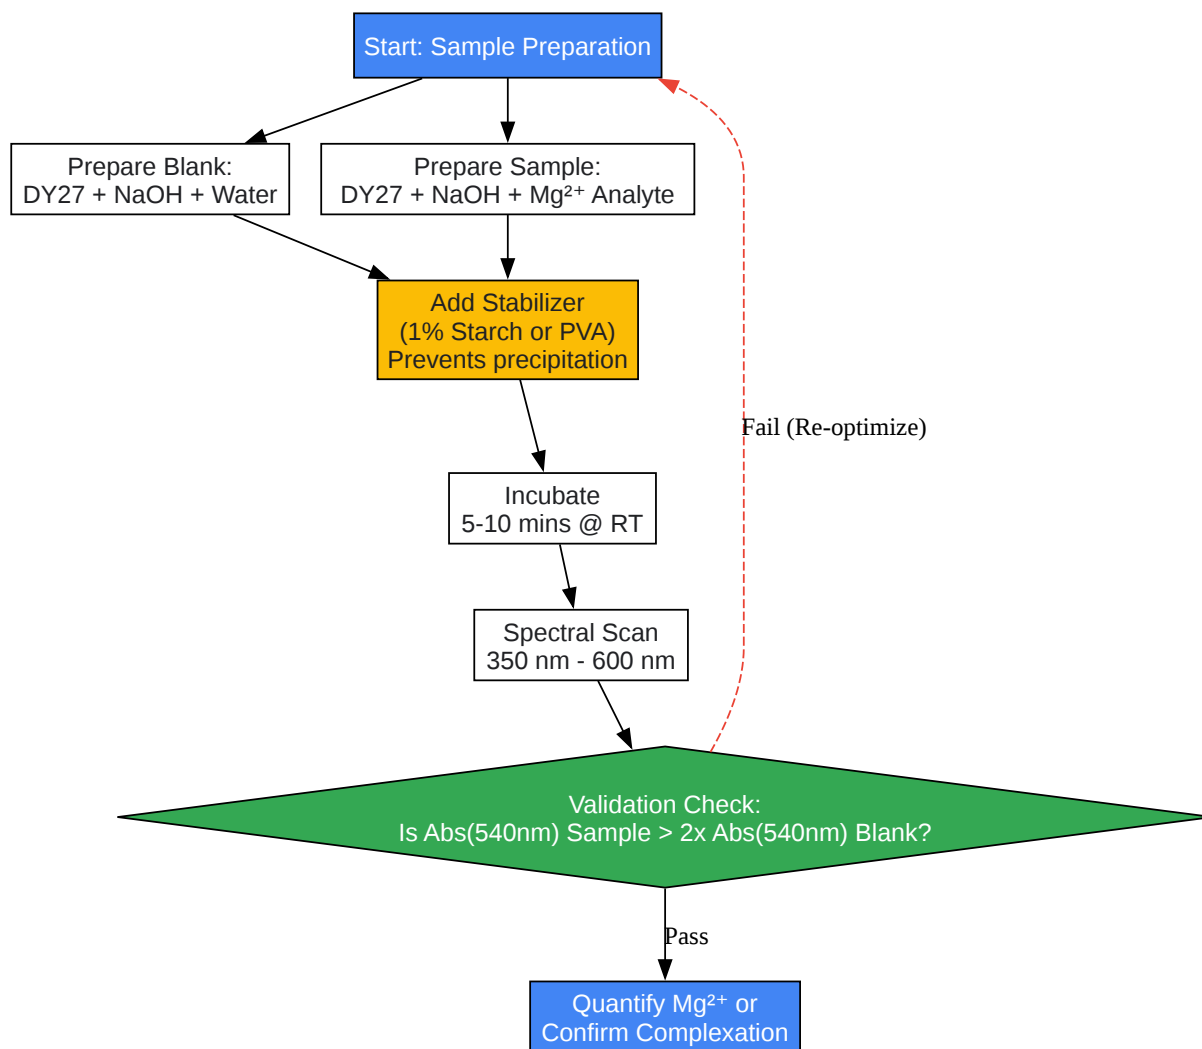 Start: Sample Preparation
Prepare Blank:
DY27 + NaOH + Water
Prepare Sample:
DY27 + NaOH + Mg²⁺ Analyte
Add Stabilizer
(1% Starch or PVA)
Prevents precipitation
Fail (Re-optimize)
Incubate
5-10 mins @ RT
Spectral Scan
350 nm - 600 nm
Validation Check:
Is Abs(540nm) Sample > 2x Abs(540nm) Blank?
Pass
Quantify Mg²⁺ or
Confirm Complexation